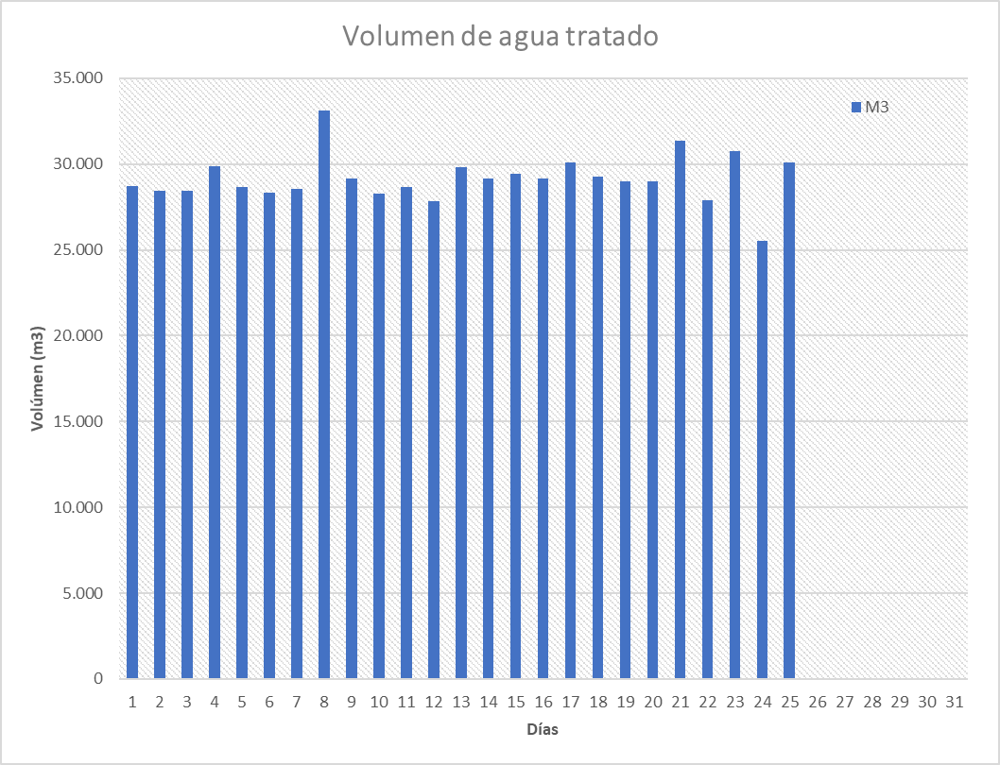 Volumen de agua tratado
35.000
30.000
25.000
20.000
15.000
10.000
5.000
0
Volúmen (m3)
M3
1 2 3 4 5 6 7 8 9 10 11 12 13 14 15 16 17 18 19 20 21 22 23 24 25 26 27 28 29 30 31
Días